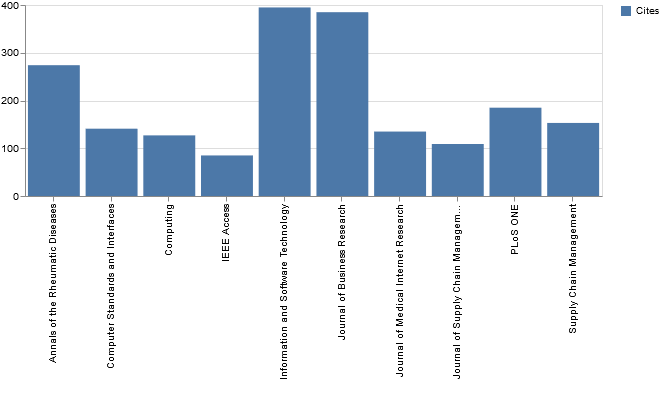 400
300
200
100
0
Cites
Annals of the Rheumatic Diseases
Computer Standards and Interfaces
Computing
IEEE Access
Information and Software Technology
Journal of Business Research
Journal of Medical Internet Research
Journal of Supply Chain Managem...
PLoS ONE
Supply Chain Management